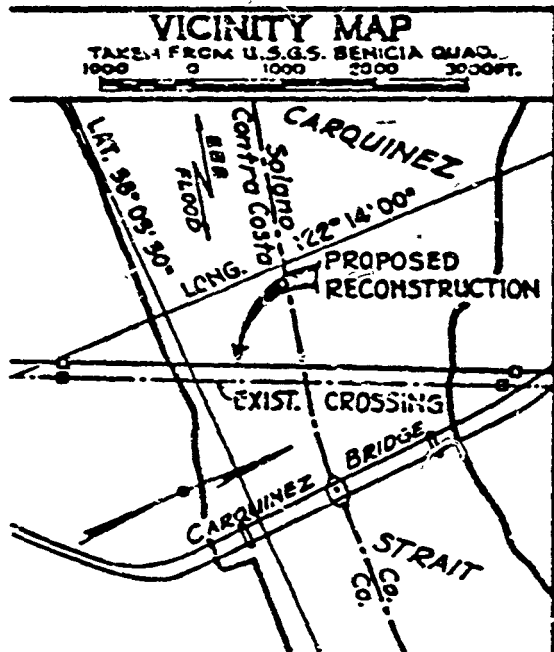 VICINITY MAP
TAKEN FROM U.S.G.S. BENICIA QUAD.
1000 0 1000 2000 3000FT.
CARQUINEZ
LAT. 38° 03' 30"
EBB
FLOOD
Solano
Contra Costa
LONG. 122° 14' 00"
PROPOSED
RECONSTRUCTION
EXIST. CROSSING
CARQUINEZ BRIDGE
STRAIT
Co.
Co.